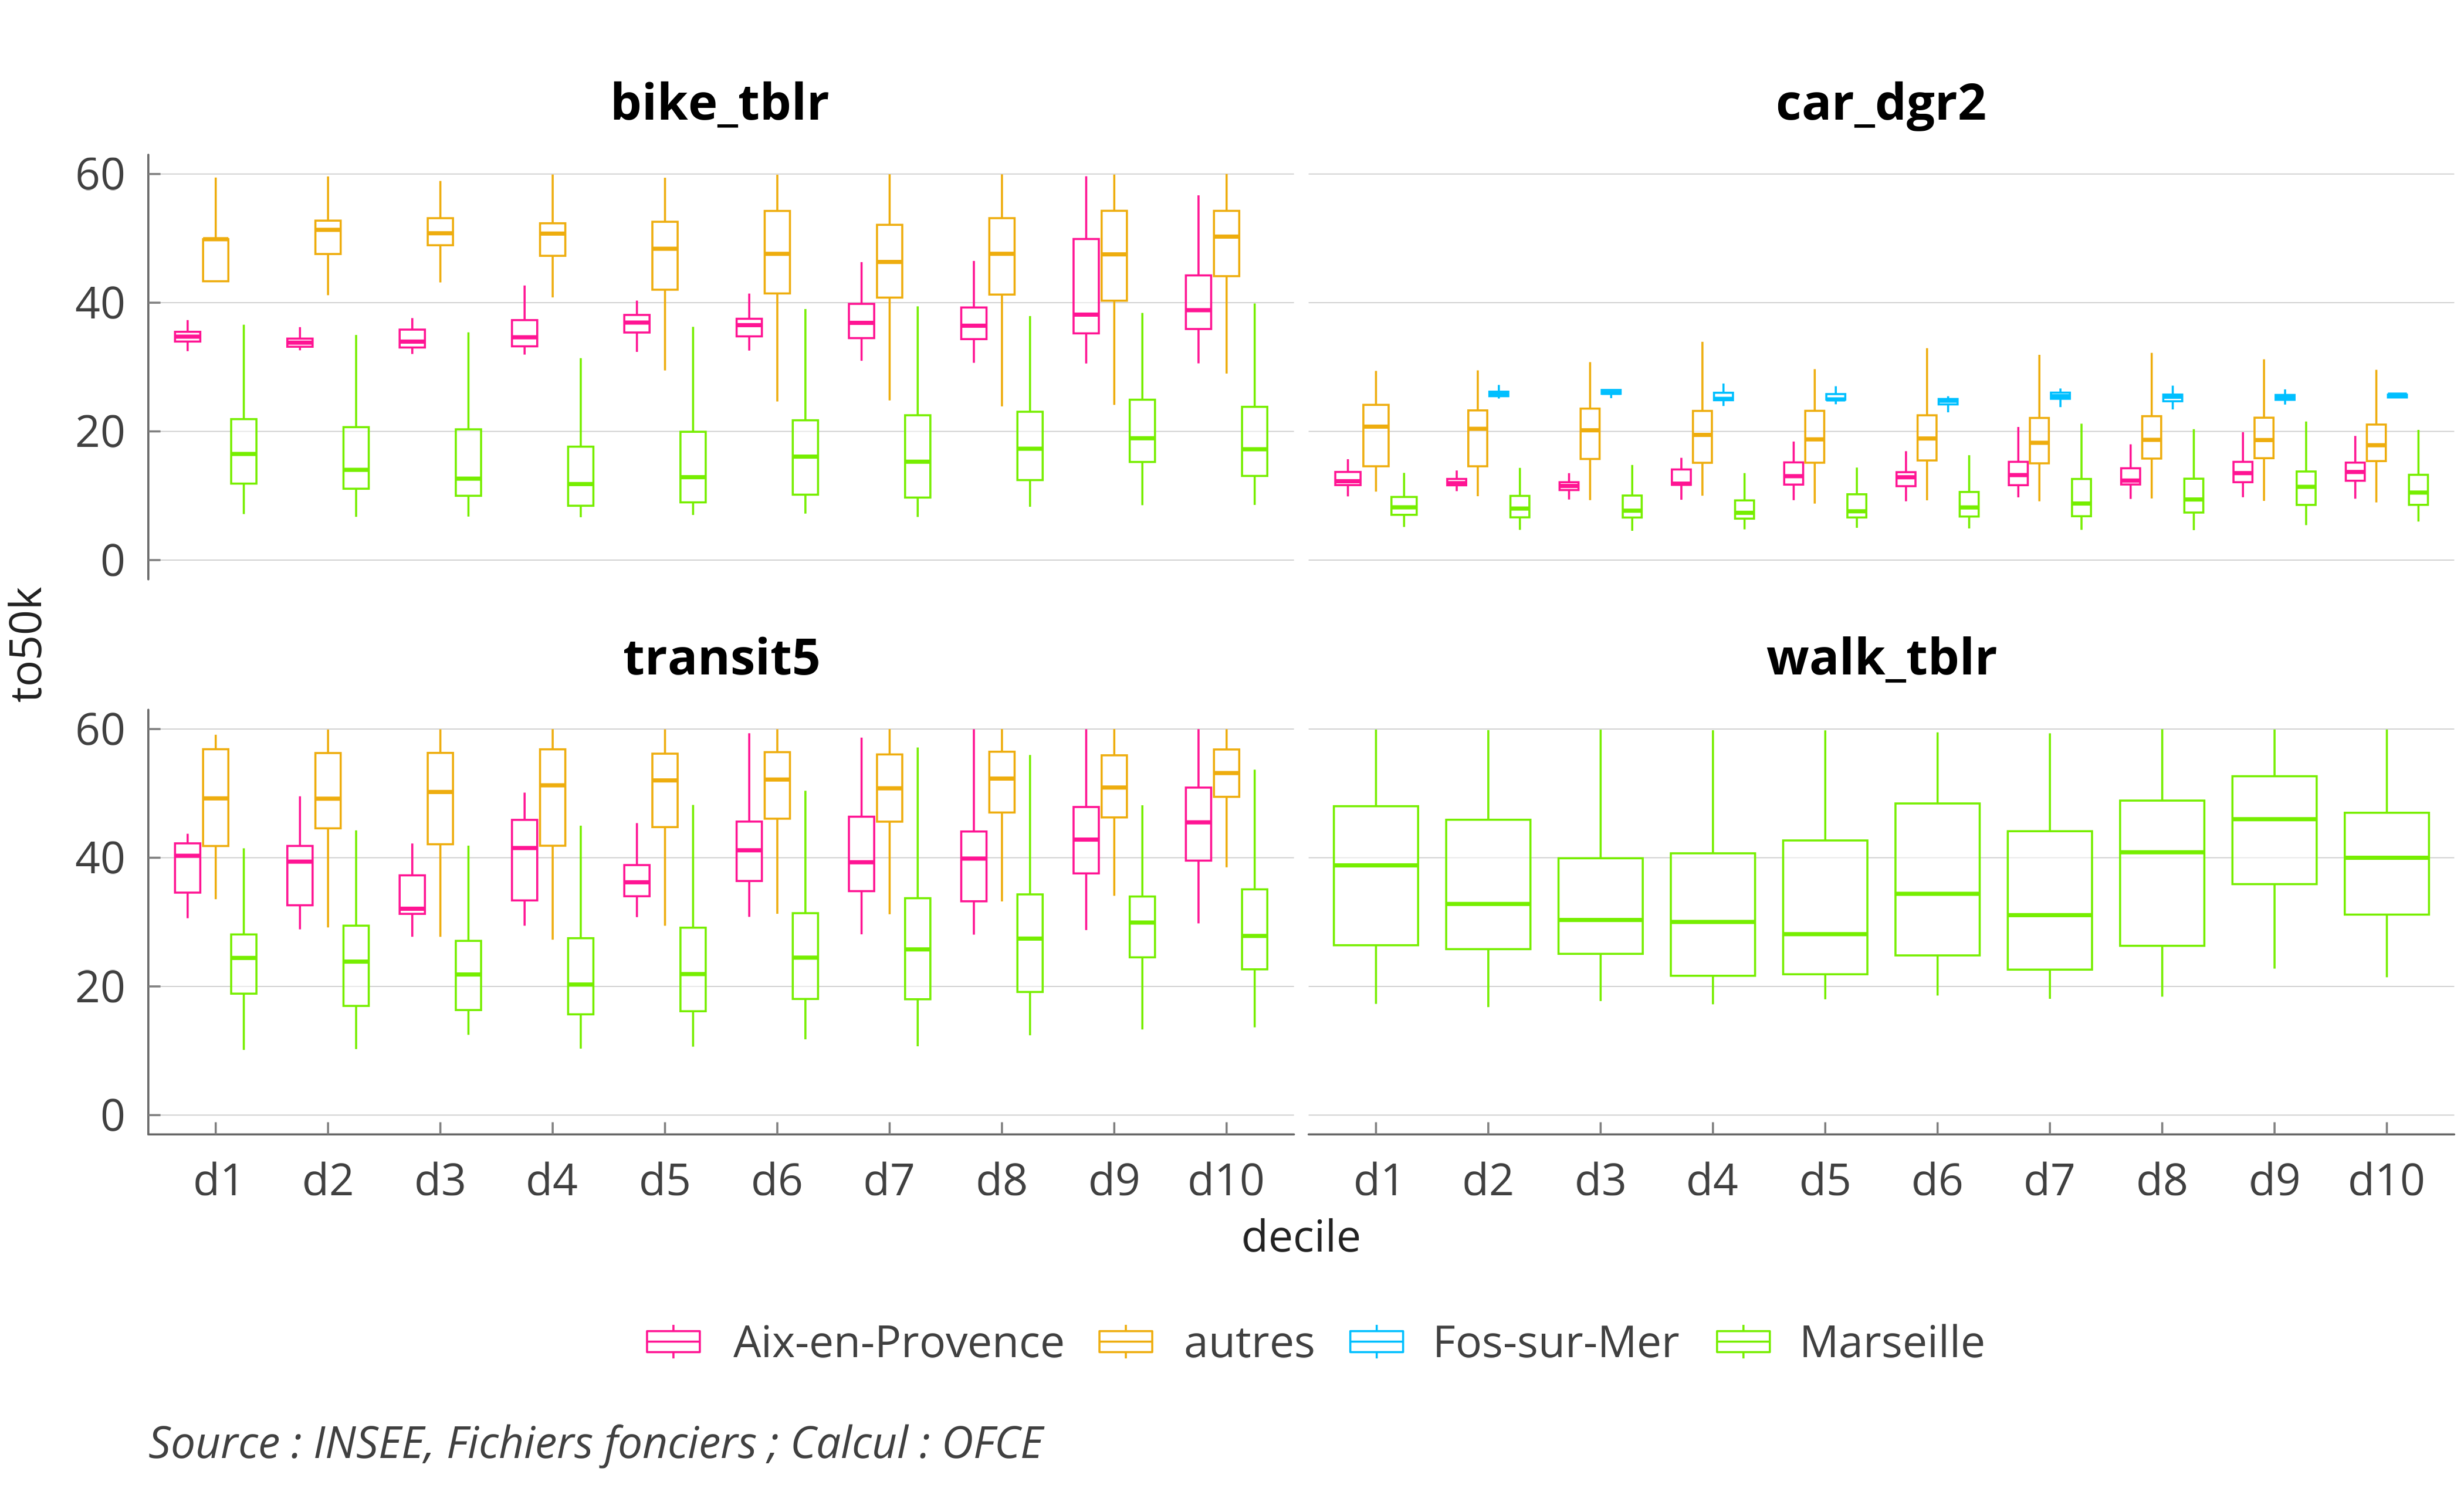 bike_tblr car_dgr2
60
40
20
0
to50k
transit5 walk_tblr
60
40
20
0
d1 d2 d3 d4 d5 d6 d7 d8 d9 d10 d1 d2 d3 d4 d5 d6 d7 d8 d9 d10
decile
Aix-en-Provence autres Fos-sur-Mer Marseille
Source : INSEE, Fichiers fonciers ; Calcul : OFCE